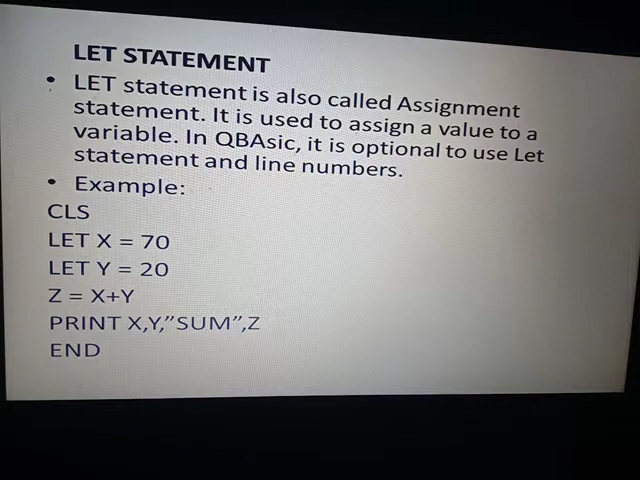 LET STATEMENT
• LET statement is also called Assignment
statement. It is used to assign a value to a
variable. In QBAsic, it is optional to use Let
statement and line numbers.
• Example:
CLS
LET X = 70
LET Y = 20
Z = X+Y
PRINT X,Y,”SUM”,Z
END